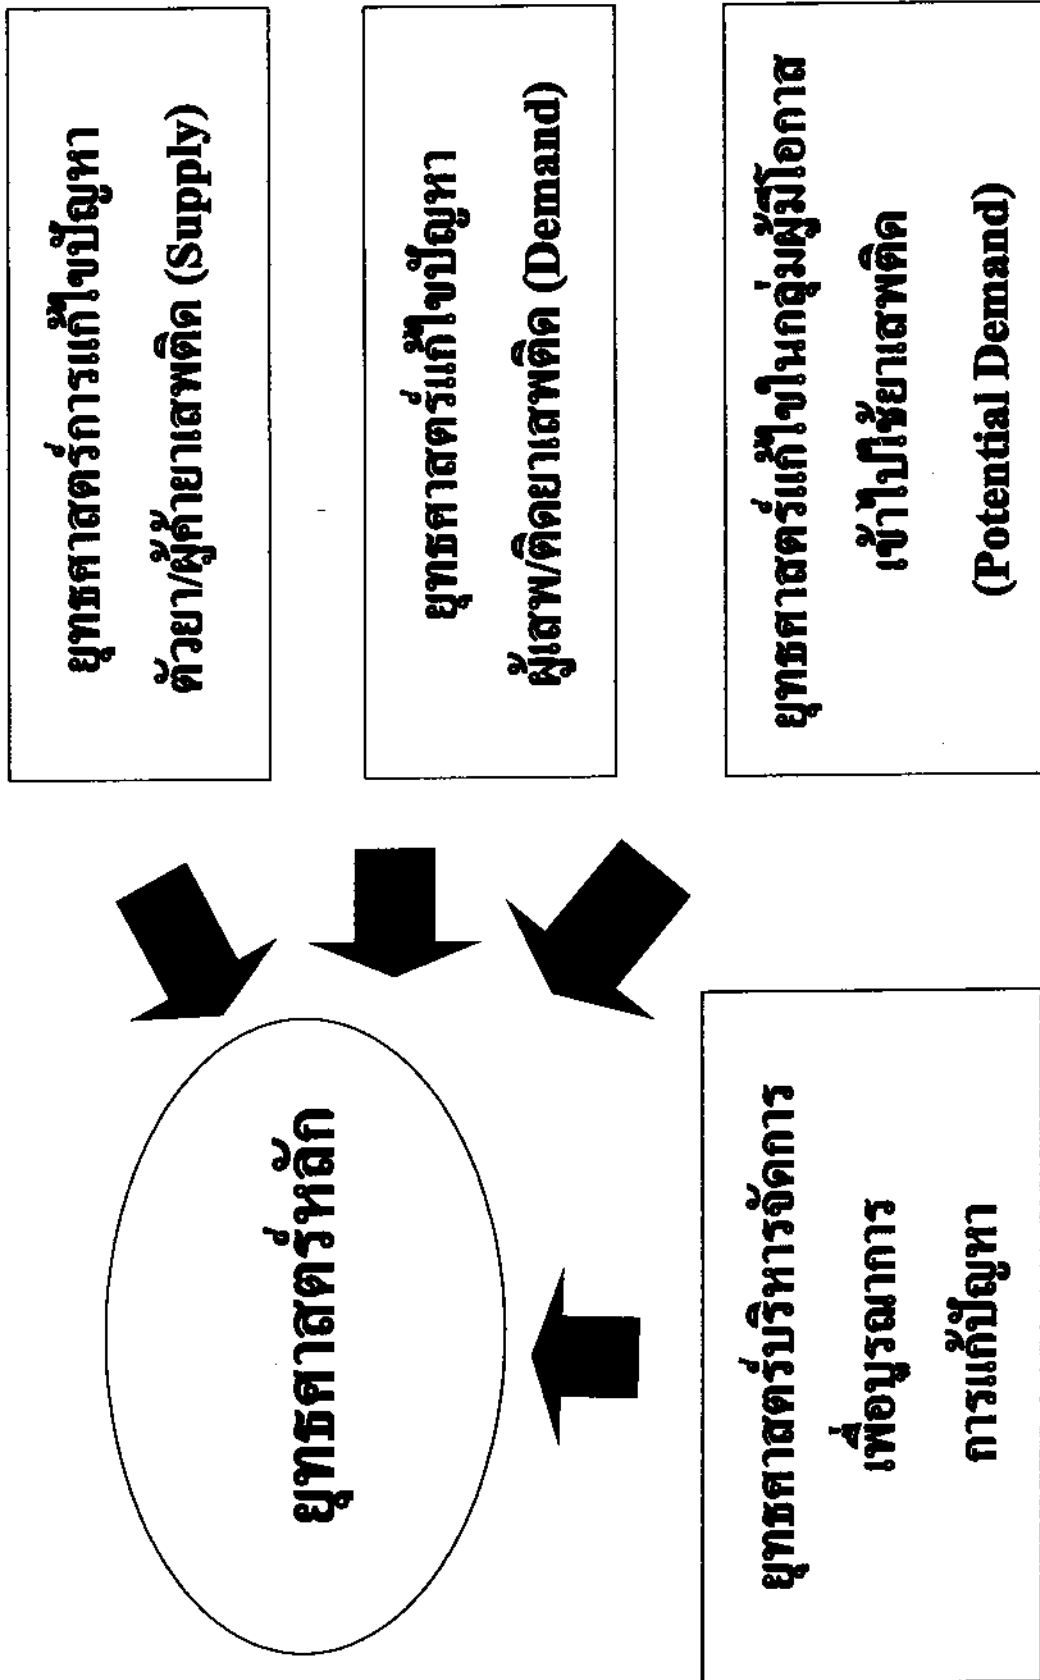 ยุทธศาสตร์หลัก
ยุทธศาสตร์การแก้ไขปัญหา
ตัวยา/ผู้ค้ายาเสพติด (Supply)
ยุทธศาสตร์แก้ไขปัญหา
ผู้เสพ/ติดยาเสพติด (Demand)
ยุทธศาสตร์แก้ไขในกลุ่มผู้มีโอกาส
เข้าไปใช้ยาเสพติด
(Potential Demand)
ยุทธศาสตร์บริหารจัดการ
เพื่อบูรณาการ
การแก้ปัญหา